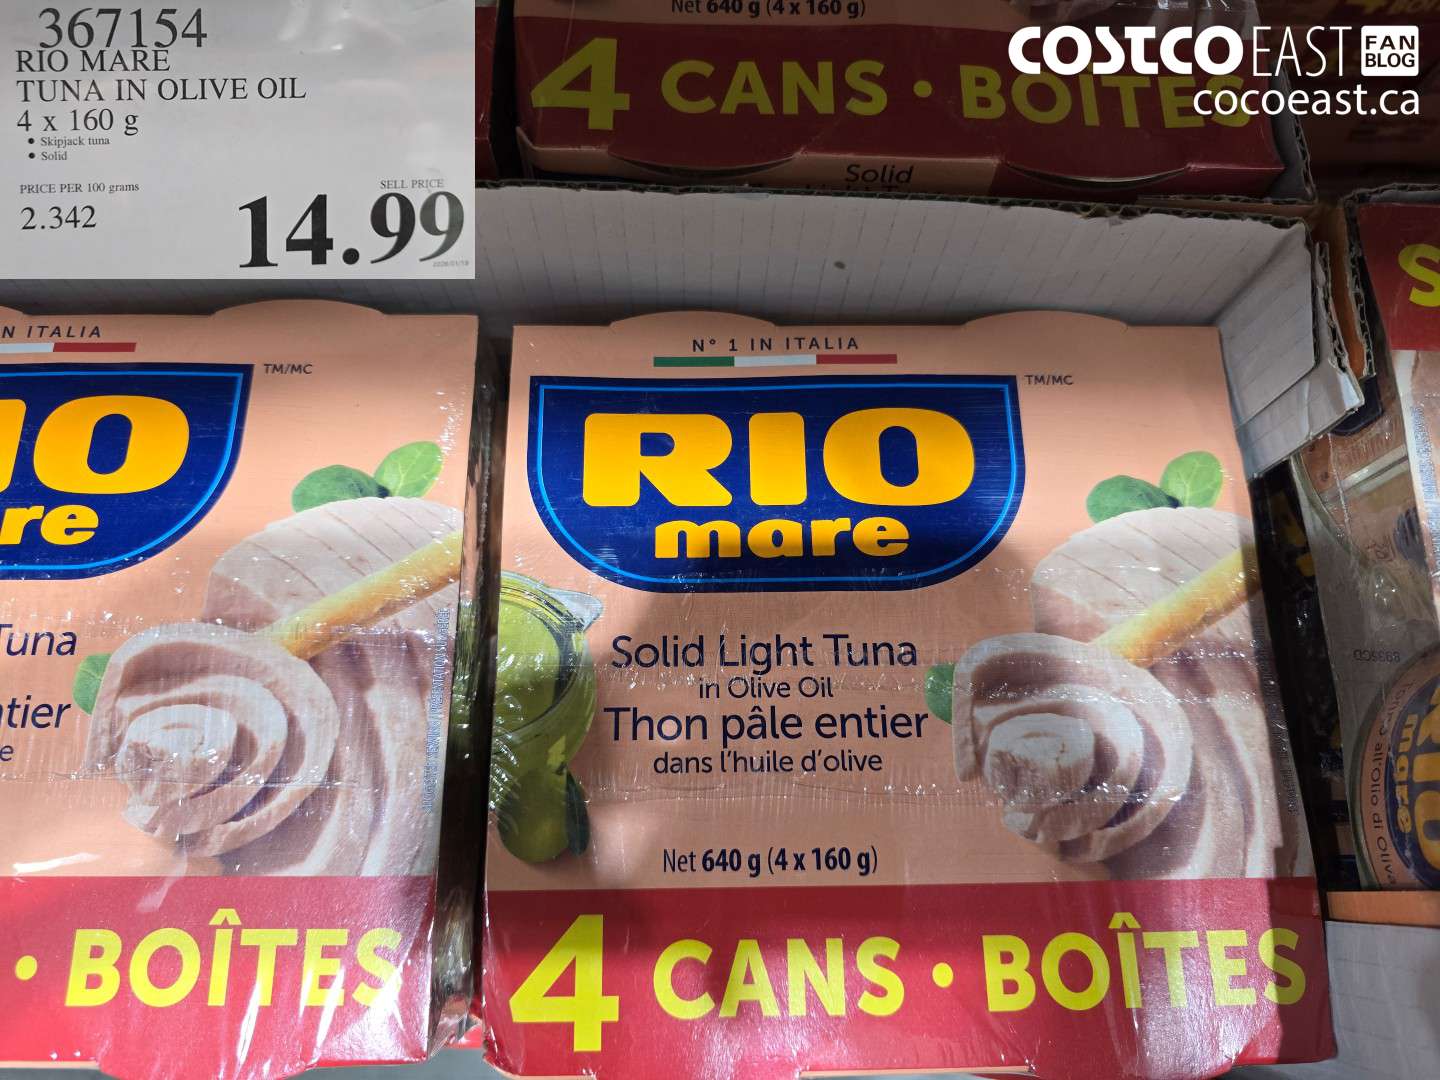 367154
RIO MARE
TUNA IN OLIVE OIL
4 x 160 g
• Skipjack tuna
• Solid
PRICE PER 100 grams
2.342
SELL PRICE
14.99
COSTCO EAST FAN BLOG
cocoeast.ca
Net 640 g (4 x 160 g)
4 CANS • BOÎTES
Solid
N ITALIA
TM/MC
IO
re
Tuna
ntier
e
• BOÎTES
N° 1 IN ITALIA
TM/MC
RIO
mare
Solid Light Tuna
in Olive Oil
Thon pâle entier
dans l'huile d'olive
Net 640 g (4 x 160 g)
4 CANS • BOÎTES
S